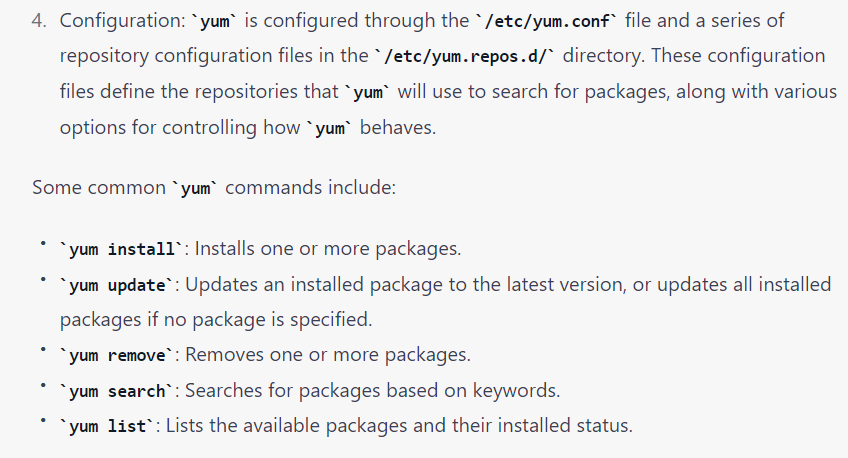 4. Configuration: `yum` is configured through the `/etc/yum.conf` file and a series of
repository configuration files in the `/etc/yum.repos.d/` directory. These configuration
files define the repositories that `yum` will use to search for packages, along with various
options for controlling how `yum` behaves.
Some common `yum` commands include:
• `yum install`: Installs one or more packages.
• `yum update`: Updates an installed package to the latest version, or updates all installed
packages if no package is specified.
• `yum remove`: Removes one or more packages.
• `yum search`: Searches for packages based on keywords.
• `yum list`: Lists the available packages and their installed status.